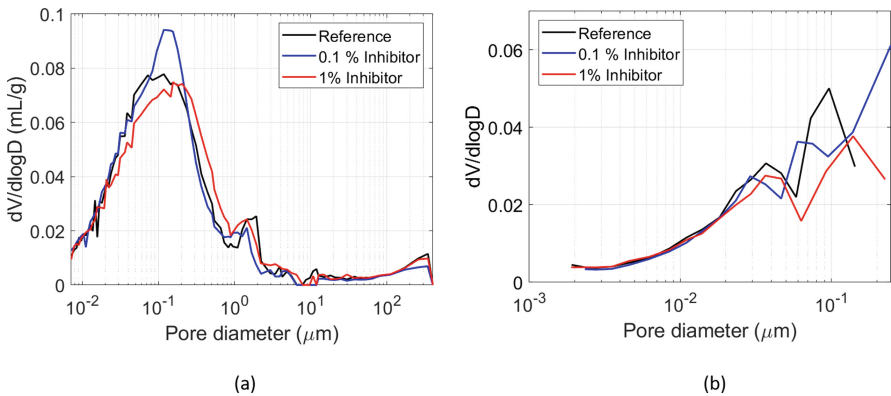 0.1
0.08
0.06
0.04
0.02
0
dV/dlogD (mL/g)
Reference
0.1 % Inhibitor
1% Inhibitor
10-2 10-1 100 101 102
Pore diameter (μm)
(a)
0.06
0.04
0.02
0
dV/dlogD
Reference
0.1 % Inhibitor
1% Inhibitor
10-3 10-2 10-1
Pore diameter (μm)
(b)